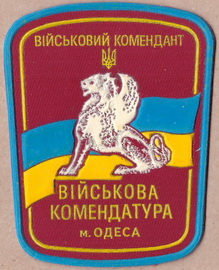 ВІЙСЬКОВИЙ КОМЕНДАНТ
ВІЙСЬКОВА
КОМЕНДАТУРА
м. ОДЕСА